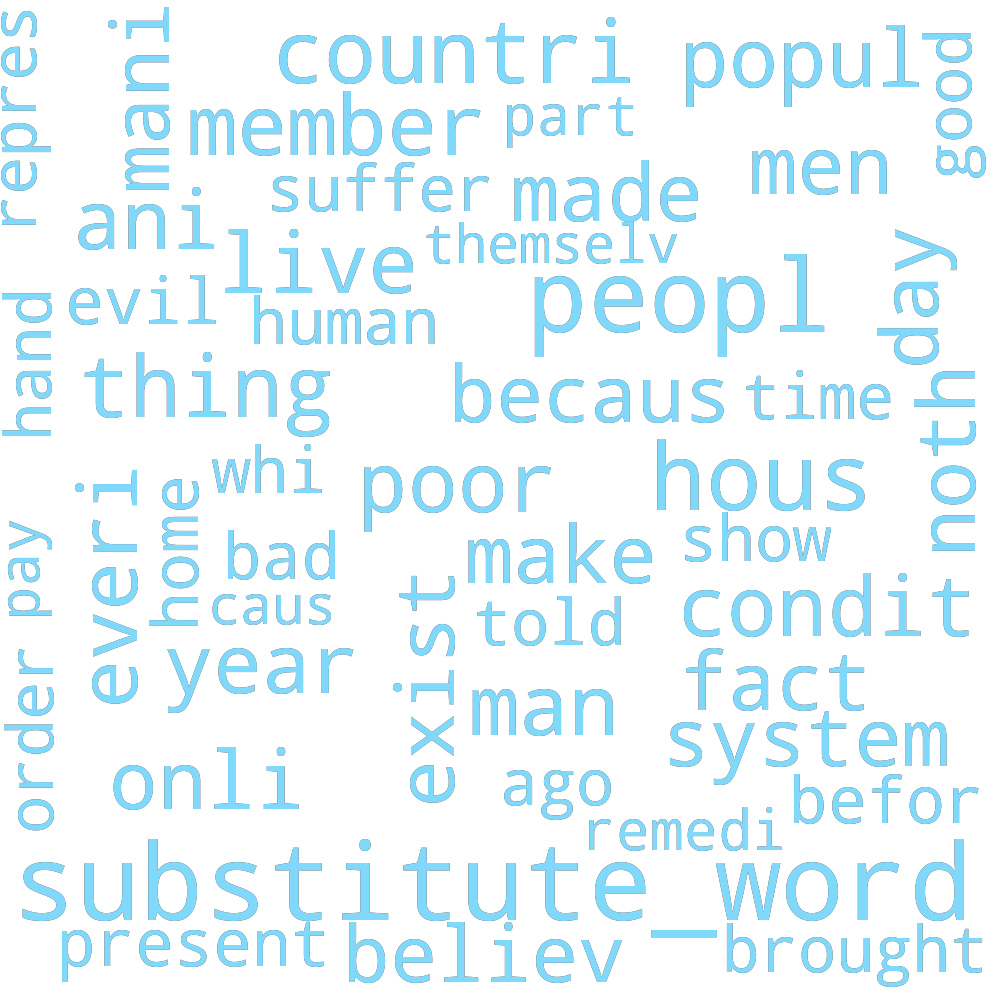 repres
mani
countri
popul
good
member
part
men
suffer
made
ani
live
themselv
day
evil
human
peopl
hand
thing
becaus
time
noth
whi
poor
hous
everi
home
bad
make
show
pay
caus
exist
told
condit
year
man
fact
order
system
onli
ago
befor
remedi
substitute_word
present
believ
brought